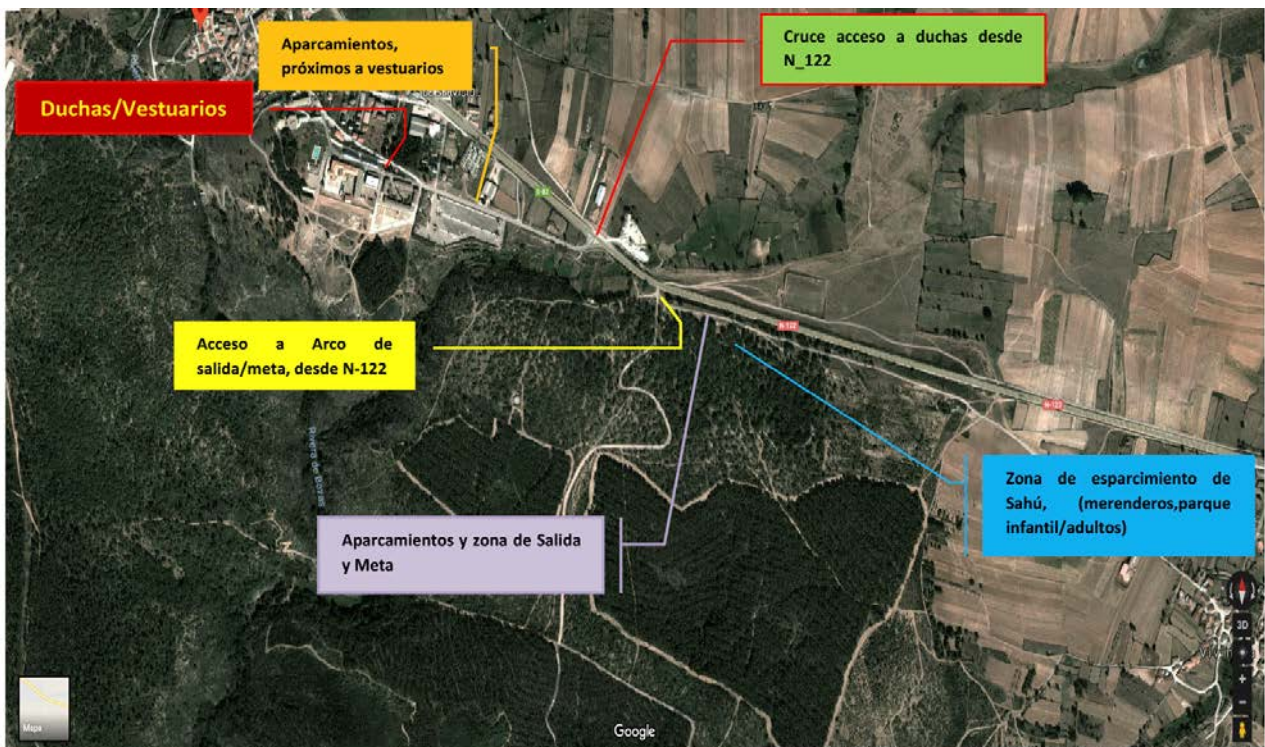 Aparcamientos,
próximos a vestuarios
Cruce acceso a duchas desde
N_122
Duchas/Vestuarios
Acceso a Arco de
salida/meta, desde N-122
N-122
N-122
Zona de esparcimiento de
Sahú, (merenderos,parque
infantil/adultos)
Aparcamientos y zona de Salida
y Meta
3D
Mapa
Google